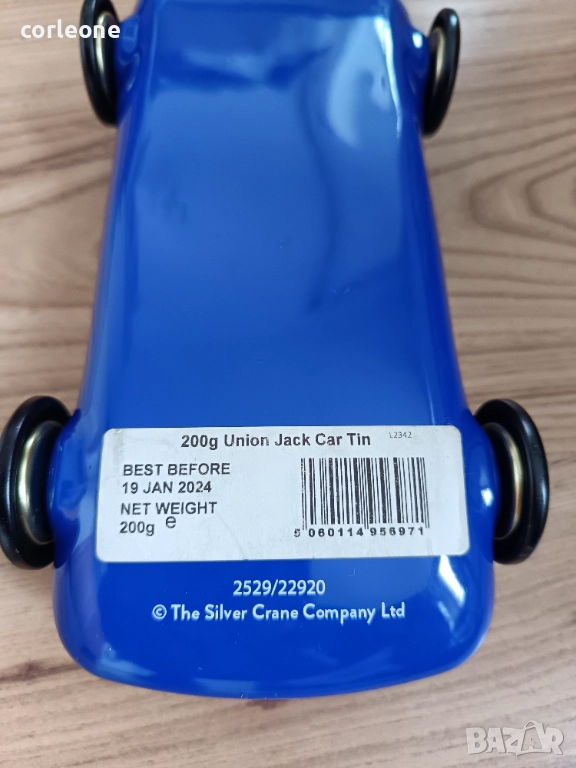 corleone
200g Union Jack Car Tin L2342
BEST BEFORE
19 JAN 2024
NET WEIGHT
200g e
5 060114 956971
2529/22920
© The Silver Crane Company Ltd
BAZAR